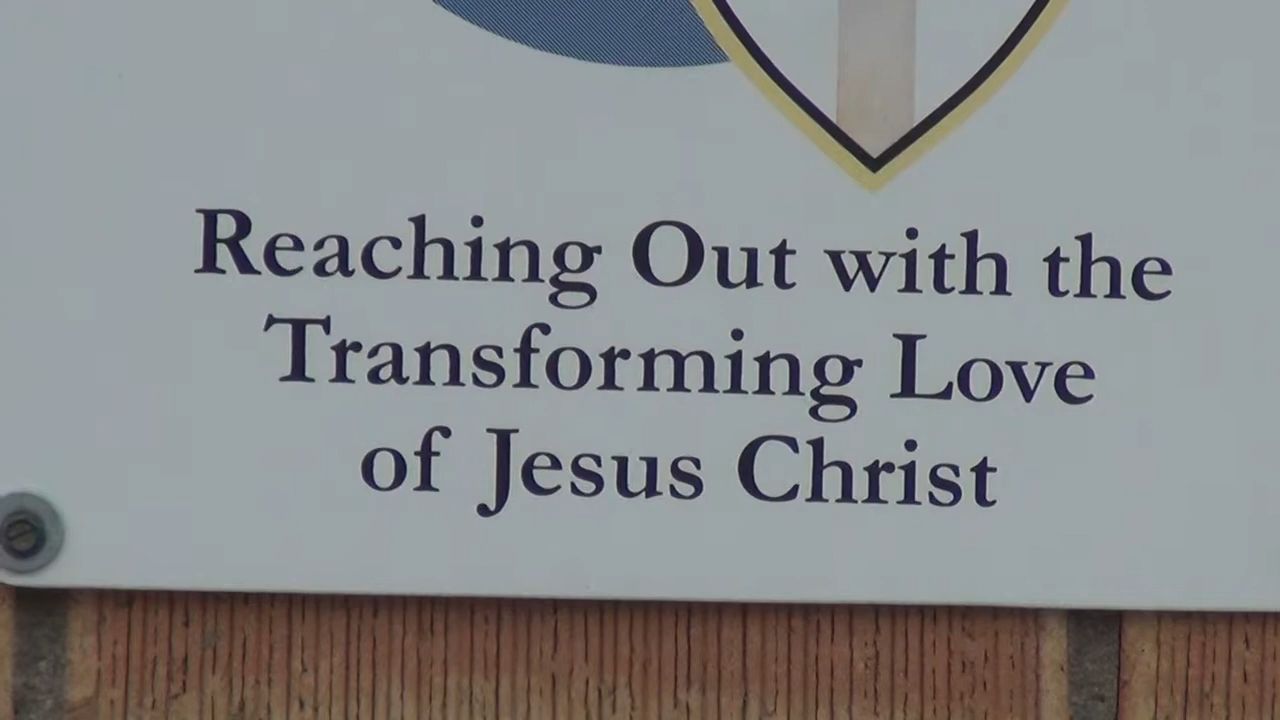 Reaching Out with the
Transforming Love
of Jesus Christ